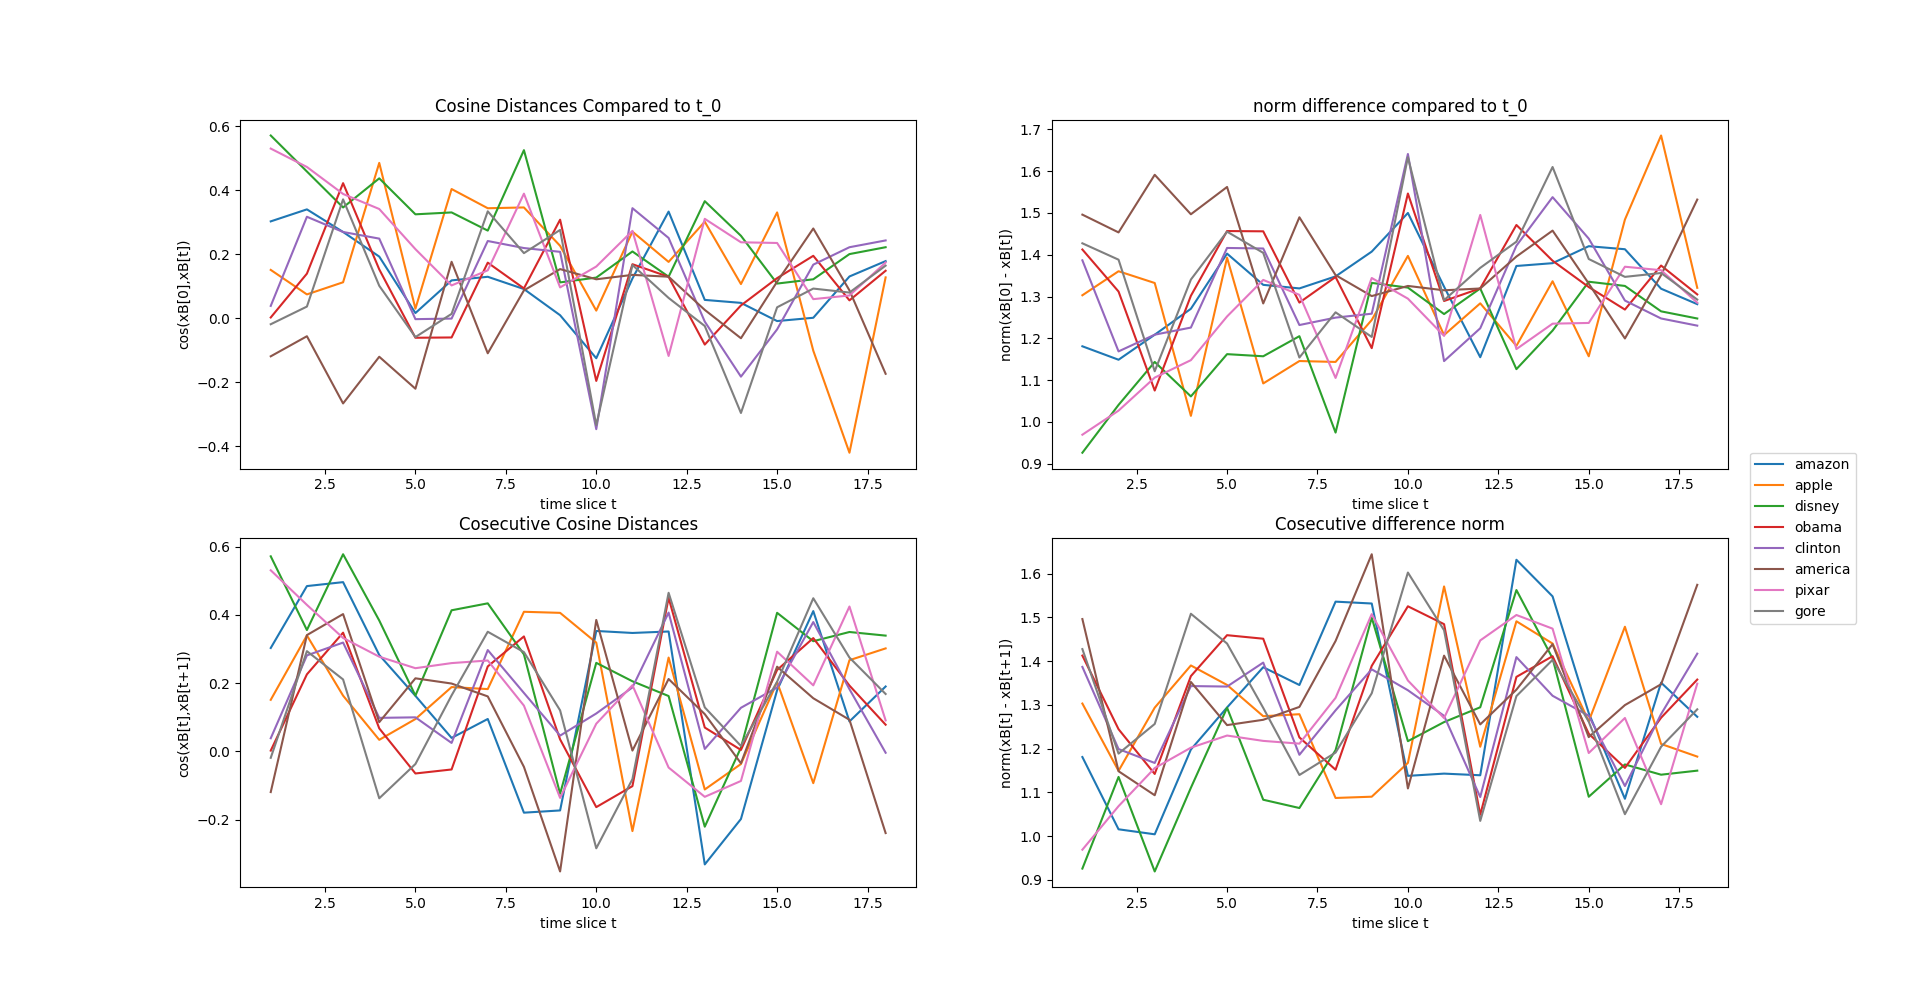 Cosine Distances Compared to t_0
cos(xB[0],xB[t])
0.6
0.4
0.2
0.0
−0.2
−0.4
2.5 5.0 7.5 10.0 12.5 15.0 17.5
time slice t
norm difference compared to t_0
norm(xB[0] - xB[t])
1.7
1.6
1.5
1.4
1.3
1.2
1.1
1.0
0.9
2.5 5.0 7.5 10.0 12.5 15.0 17.5
time slice t
Cosecutive Cosine Distances
cos(xB[t],xB[t+1])
0.6
0.4
0.2
0.0
−0.2
2.5 5.0 7.5 10.0 12.5 15.0 17.5
time slice t
Cosecutive difference norm
norm(xB[t] - xB[t+1])
1.6
1.5
1.4
1.3
1.2
1.1
1.0
0.9
2.5 5.0 7.5 10.0 12.5 15.0 17.5
time slice t
amazon
apple
disney
obama
clinton
america
pixar
gore